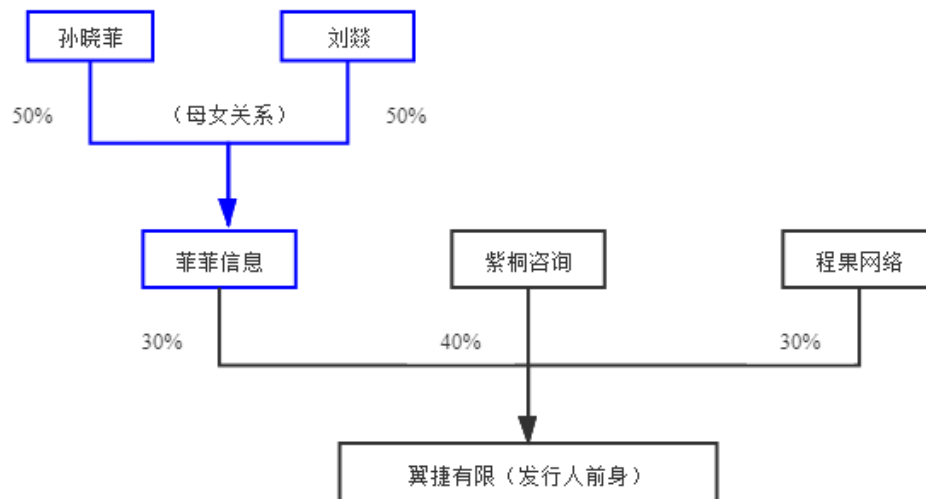 孙晓菲
刘燚
50%
（母女关系）
50%
菲菲信息
紫桐咨询
程果网络
30%
40%
30%
翼捷有限（发行人前身）